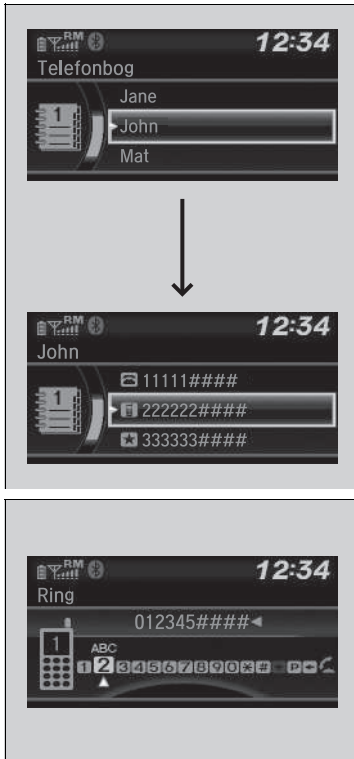 RM 12:34
Telefonbog
1
Jane
John
Mat
RM 12:34
John
1
11111####
222222####
333333####
RM 12:34
Ring
012345####
1
ABC
1 2 3 4 5 6 7 8 9 0 * # + P